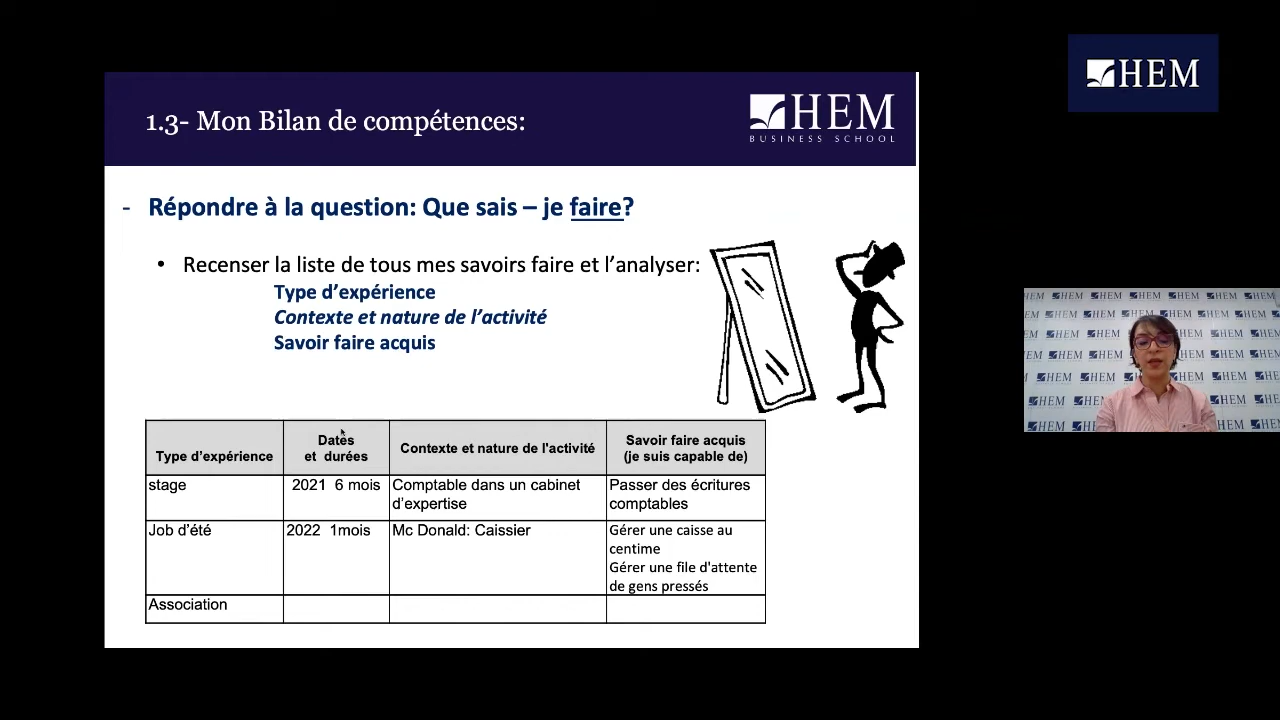 HEM
1.3- Mon Bilan de compétences:
HEM
BUSINESS SCHOOL
- Répondre à la question: Que sais – je faire?
• Recenser la liste de tous mes savoirs faire et l’analyser:
Type d’expérience
Contexte et nature de l’activité
Savoir faire acquis
Type d’expérience
Dates
et durées
Contexte et nature de l'activité
Savoir faire acquis
(je suis capable de)
stage
2021 6 mois
Comptable dans un cabinet
d’expertise
Passer des écritures
comptables
Job d’été
2022 1mois
Mc Donald: Caissier
Gérer une caisse au
centime
Gérer une file d'attente
de gens pressés
Association